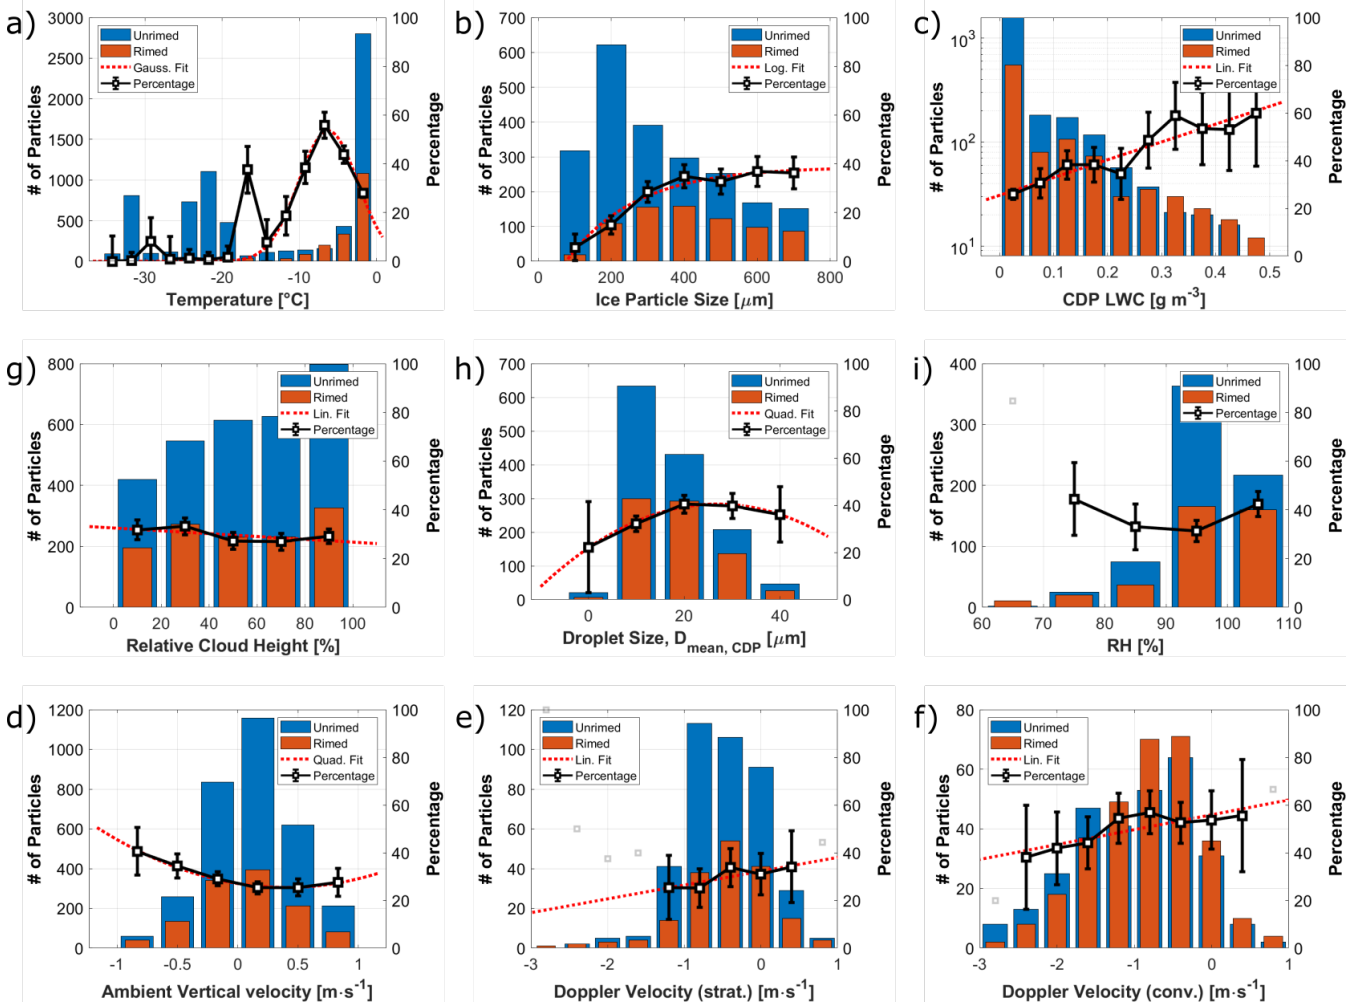 a)
3000
2500
2000
1500
1000
500
0
# of Particles
Unrimed
Rimed
Gauss. Fit
Percentage
100
80
60
40
20
0
Percentage
-30
-20
-10
0
Temperature [°C]
b)
700
600
500
400
300
200
100
0
# of Particles
Unrimed
Rimed
Log. Fit
Percentage
100
80
60
40
20
0
Percentage
0
200
400
600
800
Ice Particle Size [μm]
c)
10³
10²
10¹
# of Particles
Unrimed
Rimed
Lin. Fit
Percentage
100
80
60
40
20
0
Percentage
0
0.1
0.2
0.3
0.4
0.5
CDP LWC [g m⁻³]
g)
800
600
400
200
0
# of Particles
Unrimed
Rimed
Lin. Fit
Percentage
100
80
60
40
20
0
Percentage
0
20
40
60
80
100
Relative Cloud Height [%]
h)
700
600
500
400
300
200
100
0
# of Particles
Unrimed
Rimed
Quad. Fit
Percentage
100
80
60
40
20
0
Percentage
0
20
40
Droplet Size, D_mean, CDP [μm]
i)
400
300
200
100
0
# of Particles
Unrimed
Rimed
Percentage
100
80
60
40
20
0
Percentage
60
70
80
90
100
110
RH [%]
d)
1200
1000
800
600
400
200
0
# of Particles
Unrimed
Rimed
Quad. Fit
Percentage
100
80
60
40
20
0
Percentage
-1
-0.5
0
0.5
1
Ambient Vertical velocity [m·s⁻¹]
e)
120
100
80
60
40
20
0
# of Particles
Unrimed
Rimed
Lin. Fit
Percentage
100
80
60
40
20
0
Percentage
-3
-2
-1
0
1
Doppler Velocity (strat.) [m·s⁻¹]
f)
80
60
40
20
0
# of Particles
Unrimed
Rimed
Lin. Fit
Percentage
100
80
60
40
20
0
Percentage
-3
-2
-1
0
1
Doppler Velocity (conv.) [m·s⁻¹]